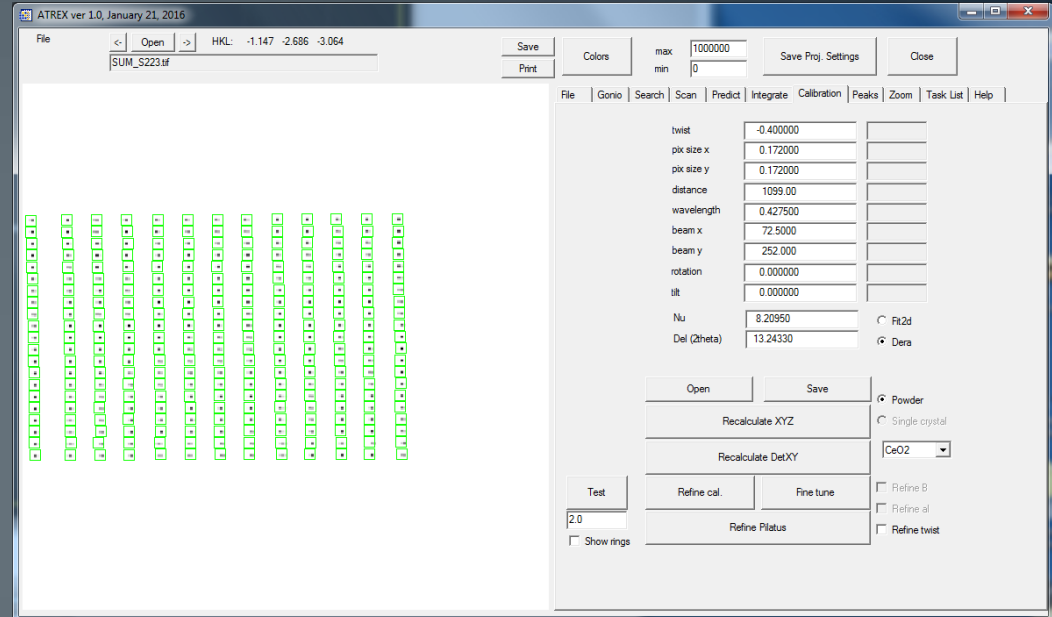 ATREX ver 1.0, January 21, 2016
File <- Open -> HKL: -1.147 -2.686 -3.064
SUM_S223.tif
Save
Print
Colors
max 1000000
min 0
Save Proj. Settings
Close
File Gonio Search Scan Predict Integrate Calibration Peaks Zoom Task List Help
twist -0.400000
pix size x 0.172000
pix size y 0.172000
distance 1099.00
wavelength 0.427500
beam x 72.5000
beam y 252.000
rotation 0.000000
tilt 0.000000
Nu 8.20950
Del (2theta) 13.24330
Fit2d
Dera
Open Save
Powder
Recalculate XYZ
Single crystal
Recalculate DetXY
CeO2
Test Refine cal. Fine tune
Refine B
2.0
Refine al
Refine Pilatus
Refine twist
Show rings